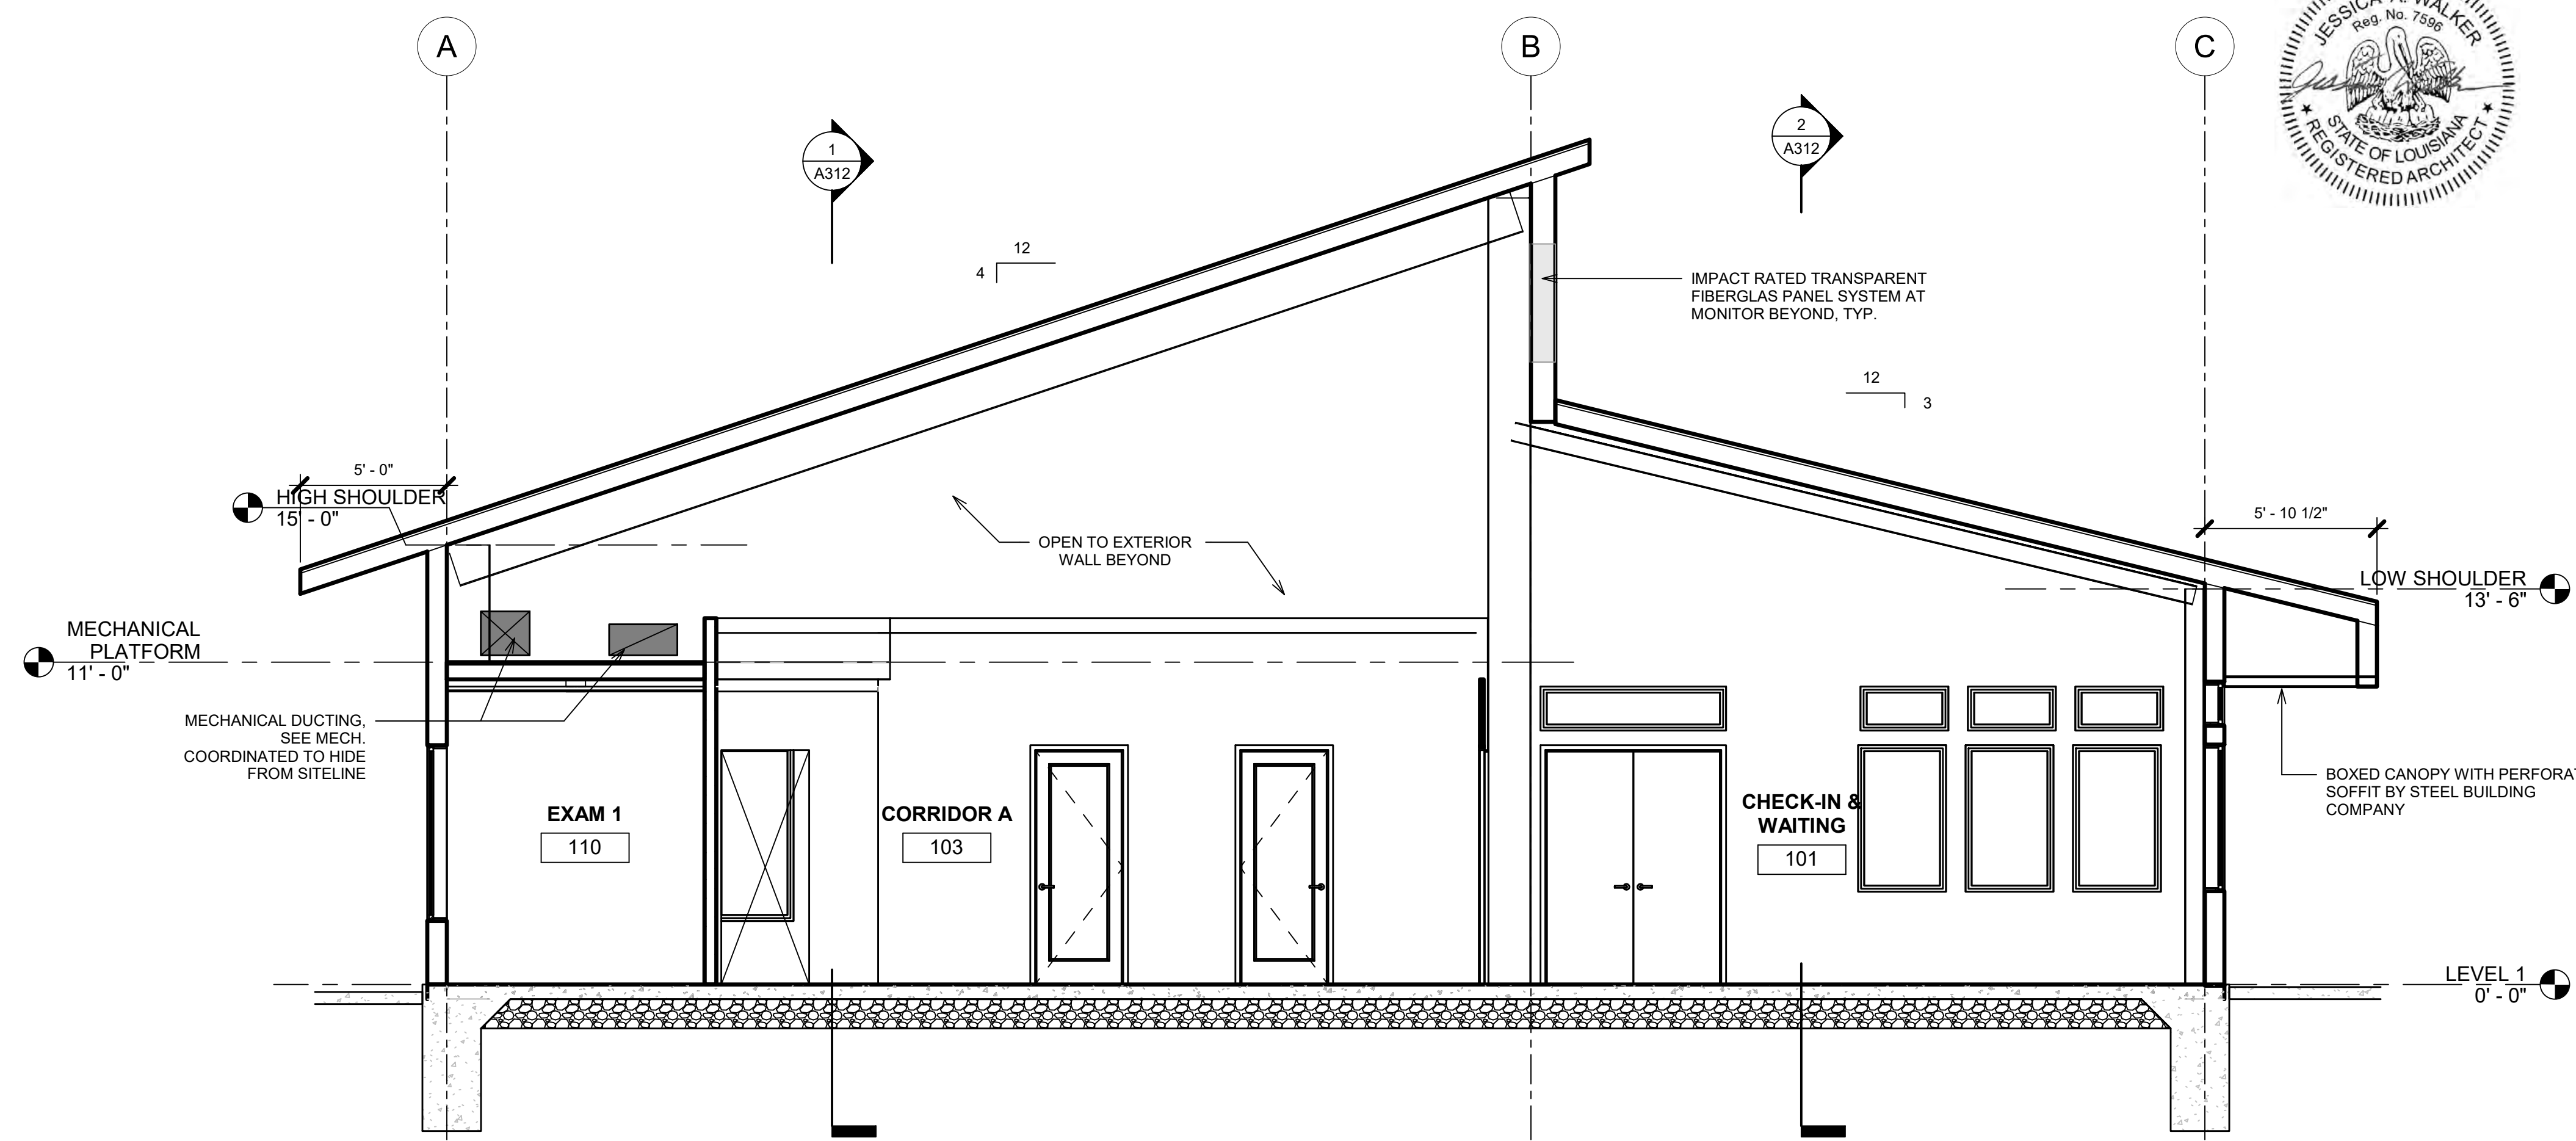 A
B
C
JESSICA A. WALKER
Reg. No. 7596
STATE OF LOUISIANA
REGISTERED ARCHITECT
1
A312
2
A312
12
4
IMPACT RATED TRANSPARENT
FIBERGLAS PANEL SYSTEM AT
MONITOR BEYOND, TYP.
12
3
5' - 0"
HIGH SHOULDER
15' - 0"
5' - 10 1/2"
OPEN TO EXTERIOR
WALL BEYOND
LOW SHOULDER
13' - 6"
MECHANICAL
PLATFORM
11' - 0"
MECHANICAL DUCTING,
SEE MECH.
COORDINATED TO HIDE
FROM SITELINE
BOXED CANOPY WITH PERFORA
SOFFIT BY STEEL BUILDING
COMPANY
EXAM 1
110
CORRIDOR A
103
CHECK-IN &
WAITING
101
LEVEL 1
0' - 0"